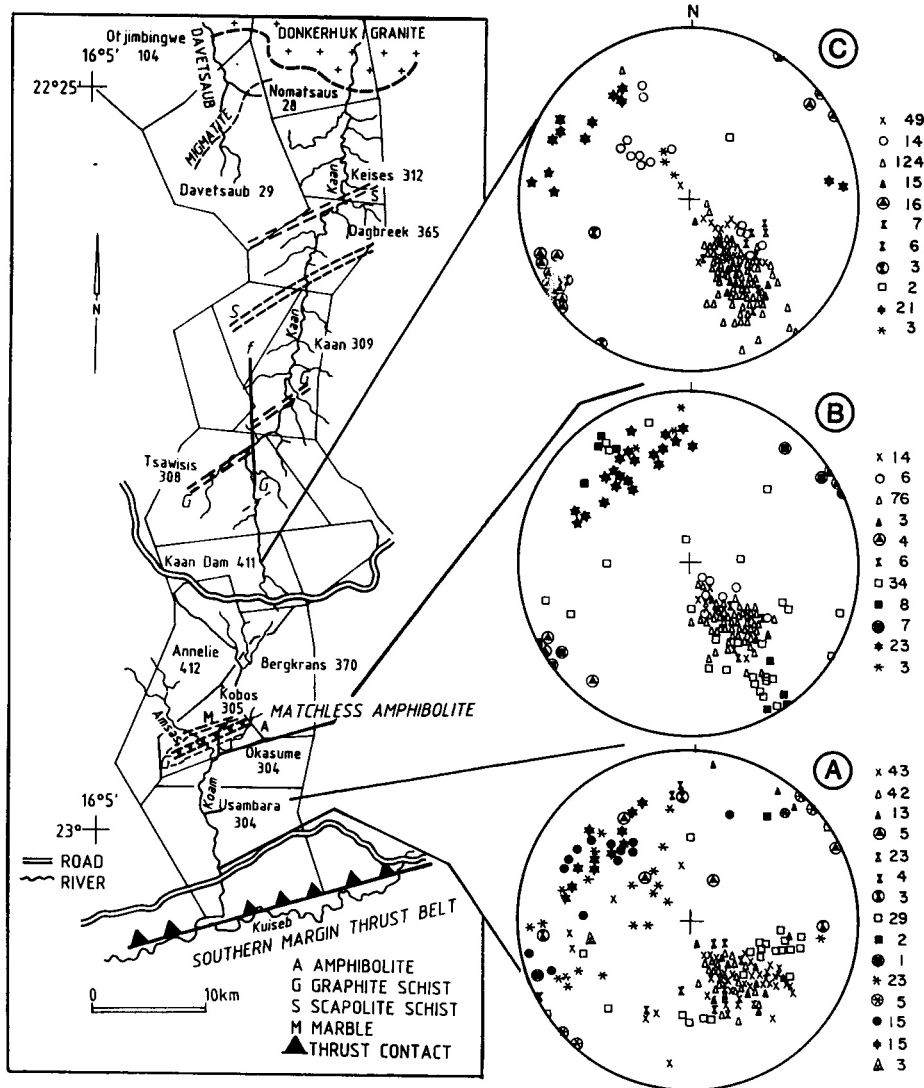 Otjimbingwe
104
DAVETSAUB
DONKERHUK GRANITE
16°5'
22°25
Nomatsaus
28
MIGMATITE
Davetsaub 29
Kaan
Keises 312
S
Dagbreek 365
N
S
Kaan
Kaan 309
f
G
Tsawisis
308
G
G
Kaan Dam 411
Annelie
412
Bergkrans 370
Kobos
305
M
MATCHLESS AMPHIBOLITE
Amsas
A
G
Okasume
304
Koam
16°5'
Usambara
304
23°
ROAD
RIVER
Kuiseb
SOUTHERN MARGIN THRUST BELT
A AMPHIBOLITE
G GRAPHITE SCHIST
S SCAPOLITE SCHIST
M MARBLE
THRUST CONTACT
0 10km
N
C
49
14
124
15
16
7
6
3
2
21
3
B
14
6
76
3
4
6
34
8
7
23
3
A
43
42
13
5
23
4
3
29
2
1
23
5
15
15
3